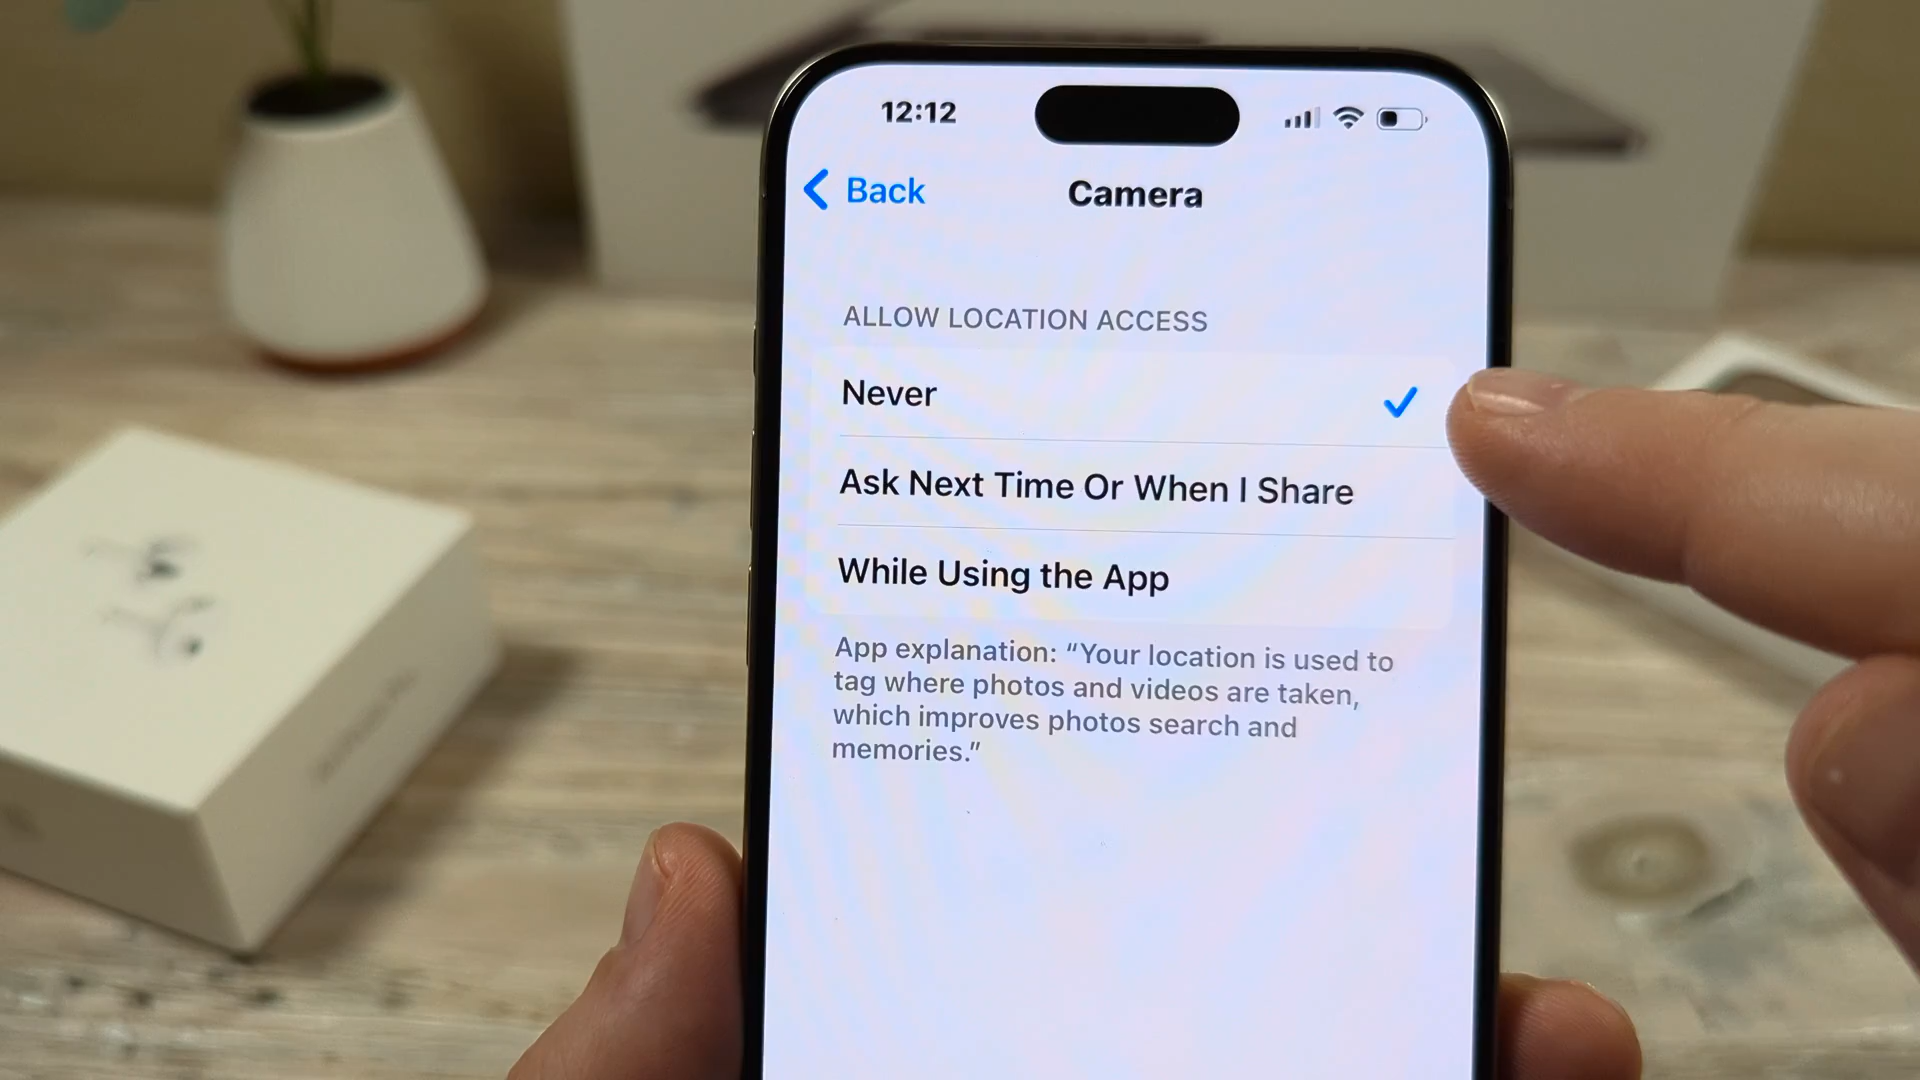 12:12
Back
Camera
ALLOW LOCATION ACCESS
Never
Ask Next Time Or When I Share
While Using the App
App explanation: “Your location is used to
tag where photos and videos are taken,
which improves photos search and
memories.”